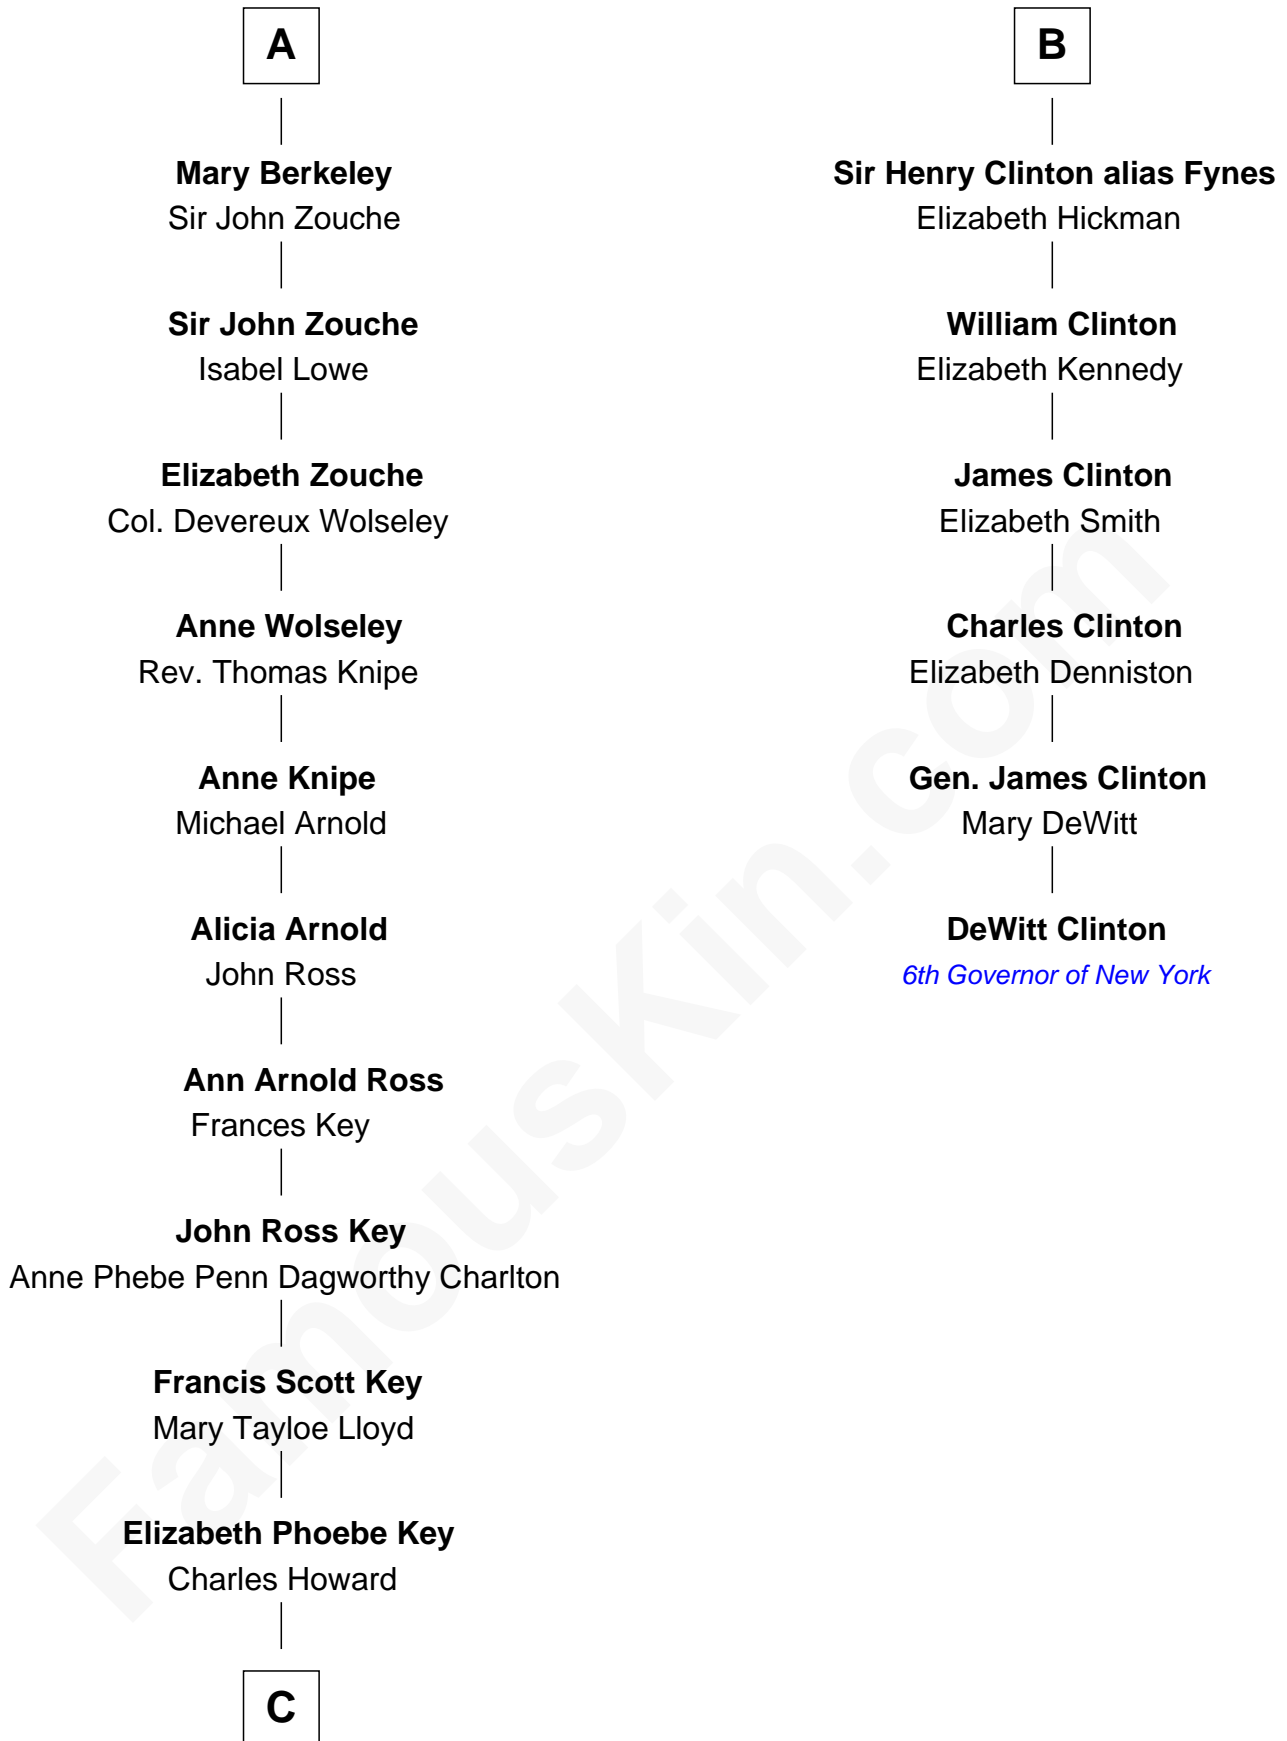 A
Mary Berkeley
Sir John Zouche
Sir John Zouche
Isabel Lowe
Elizabeth Zouche
Col. Devereux Wolseley
Anne Wolseley
Rev. Thomas Knipe
Anne Knipe
Michael Arnold
Alicia Arnold
John Ross
Ann Arnold Ross
Frances Key
John Ross Key
Anne Phebe Penn Dagworthy Charlton
Francis Scott Key
Mary Tayloe Lloyd
Elizabeth Phoebe Key
Charles Howard
C
B
Sir Henry Clinton alias Fynes
Elizabeth Hickman
William Clinton
Elizabeth Kennedy
James Clinton
Elizabeth Smith
Charles Clinton
Elizabeth Denniston
Gen. James Clinton
Mary DeWitt
DeWitt Clinton
6th Governor of New York
FamousKin.com